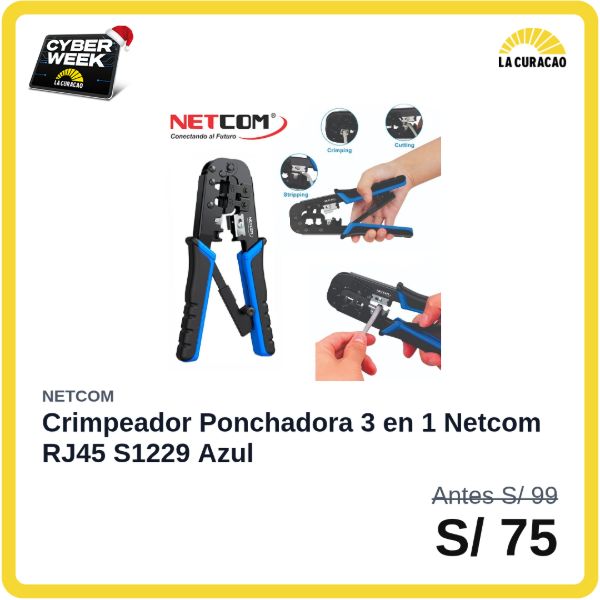 CYBER
WEEK
LA CURACAO
LA CURACAO
NETCOM®
Conectando al Futuro
Crimping
Cutting
Stripping
NETCOM
NETCOM
Crimpeador Ponchadora 3 en 1 Netcom
RJ45 S1229 Azul
Antes S/ 99
S/ 75